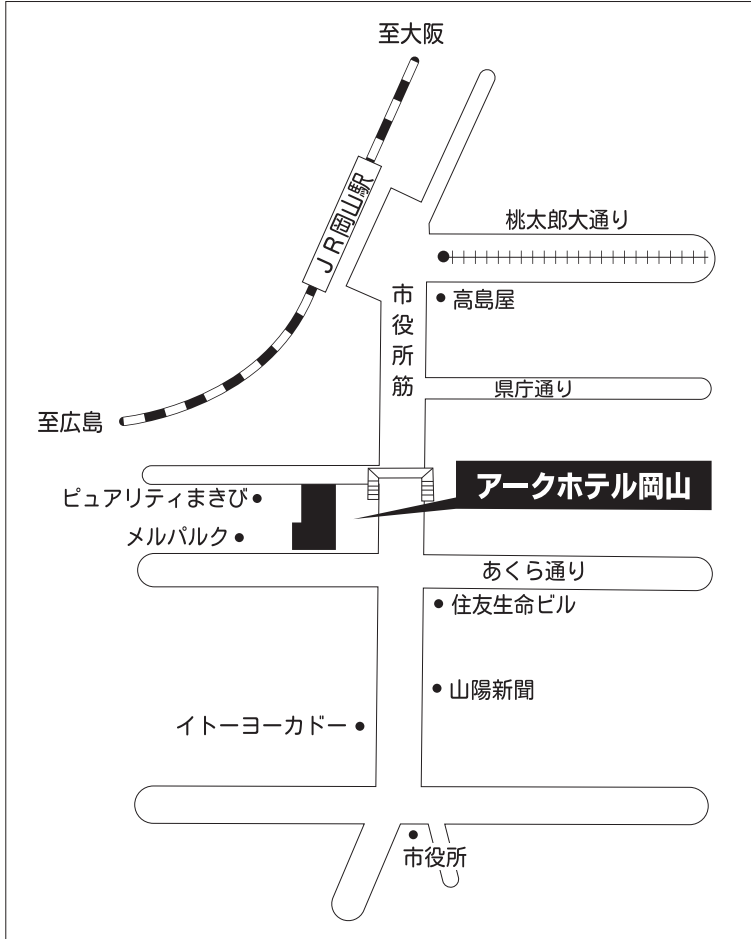 至大阪
JR岡山駅
桃太郎大通り
高島屋
市役所筋
県庁通り
至広島
アークホテル岡山
ピュアリティまきび
メルパルク
あくら通り
住友生命ビル
山陽新聞
イトーヨーカドー
市役所